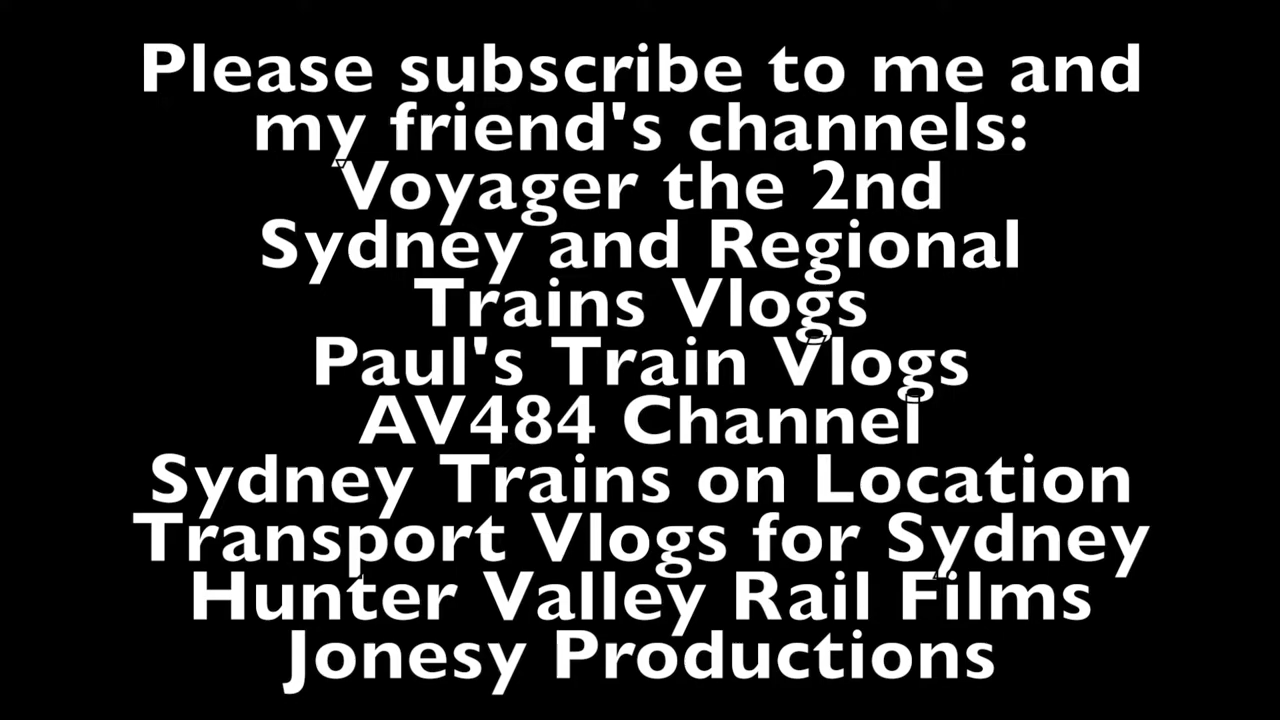 Please subscribe to me and
my friend's channels:
Voyager the 2nd
Sydney and Regional
Trains Vlogs
Paul's Train Vlogs
AV484 Channel
Sydney Trains on Location
Transport Vlogs for Sydney
Hunter Valley Rail Films
Jonesy Productions